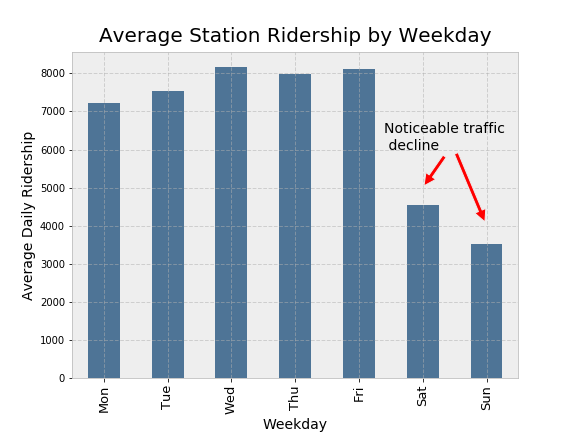 Average Station Ridership by Weekday
8000
7000
6000
5000
4000
3000
2000
1000
0
Average Daily Ridership
Noticeable traffic
decline
Mon
Tue
Wed
Thu
Fri
Sat
Sun
Weekday